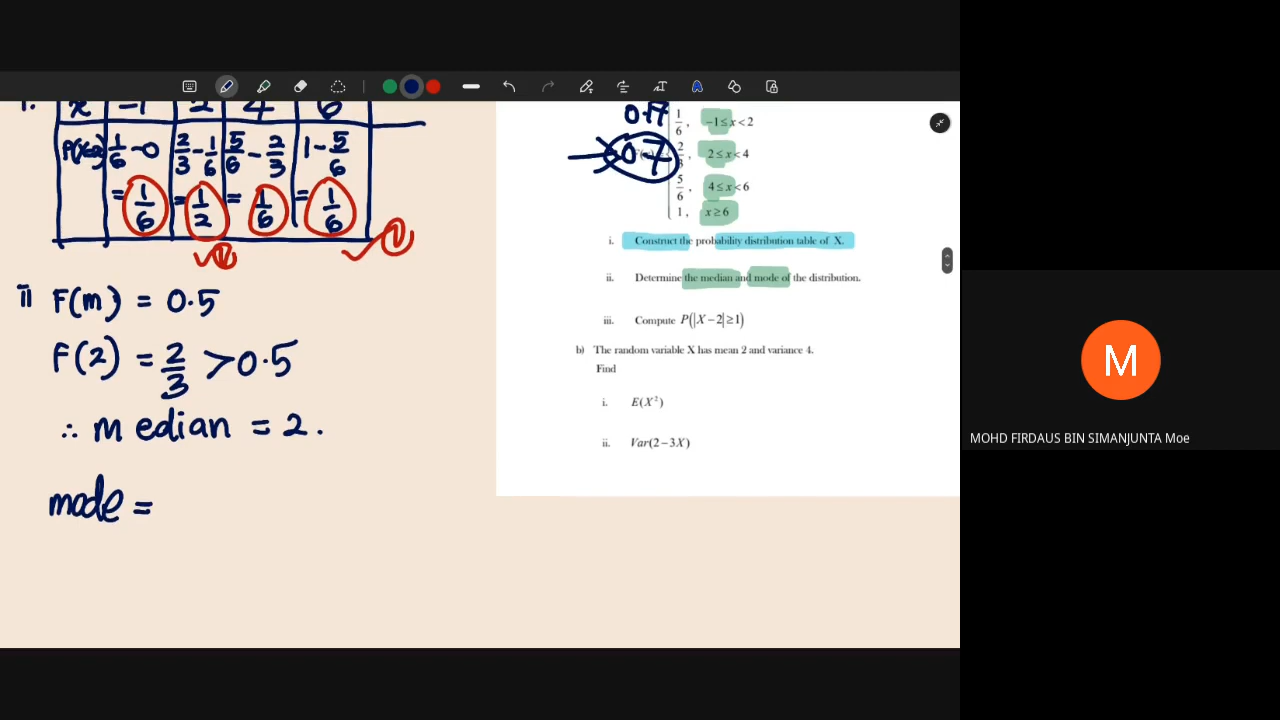 i. x -1 2 4 6
P(X=x) 1/6 - 0 2/3 - 1/6 5/6 - 2/3 1 - 5/6
= 1/6 = 1/2 = 1/6 = 1/6
ii F(m) = 0.5
F(2) = 2/3 > 0.5
∴ median = 2.
mode =
0.17 1/6, -1 ≤ x < 2
0.7 2/3, 2 ≤ x < 4
5/6, 4 ≤ x < 6
1, x ≥ 6
i. Construct the probability distribution table of X.
ii. Determine the median and mode of the distribution.
iii. Compute P(|X-2| ≥ 1)
b) The random variable X has mean 2 and variance 4.
Find
i. E(X²)
ii. Var(2-3X)
M
MOHD FIRDAUS BIN SIMANJUNTA Moe